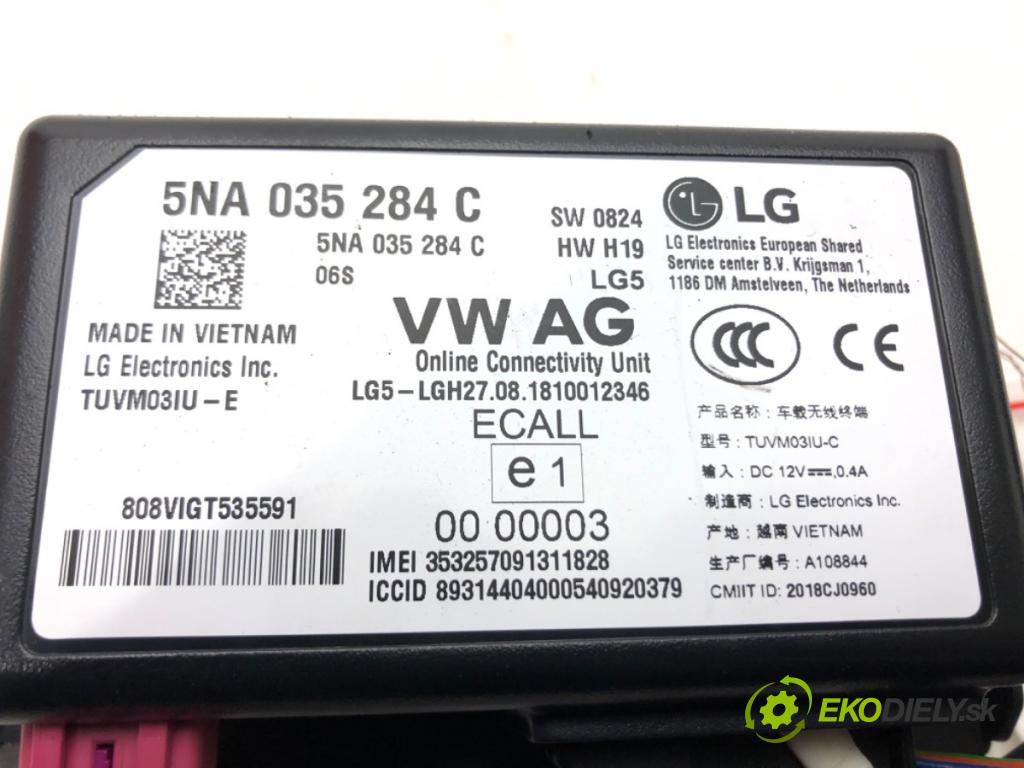 5NA 035 284 C
5NA 035 284 C
06S
SW 0824
HW H19
LG5
LG
LG Electronics European Shared
Service center B.V. Krijgsman 1,
1186 DM Amstelveen, The Netherlands
MADE IN VIETNAM
LG Electronics Inc.
TUVM03IU-E
VW AG
Online Connectivity Unit
LG5-LGH27.08.1810012346
ECALL
e1
00 00003
808VIGT535591
IMEI 353257091311828
ICCID 89314404000540920379
CCC
CE
产品名称: 车载无线终端
型号: TUVM03IU-C
输入: DC 12V⎓, 0.4A
制造商: LG Electronics Inc.
产地: 越南 VIETNAM
生产厂编号: A108844
CMIIT ID: 2018CJ0960
EKODIELY.sk